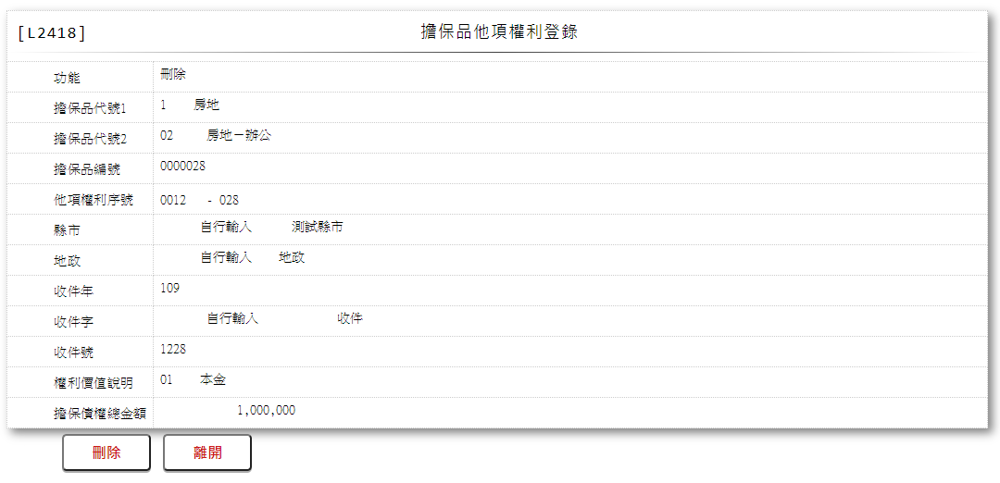 [L2418] 擔保品他項權利登錄
功能 刪除
擔保品代號1 1 房地
擔保品代號2 02 房地－辦公
擔保品編號 0000028
他項權利序號 0012 - 028
縣市 自行輸入 測試縣市
地政 自行輸入 地政
收件年 109
收件字 自行輸入 收件
收件號 1228
權利價值說明 01 本金
擔保債權總金額 1,000,000
刪除 離開